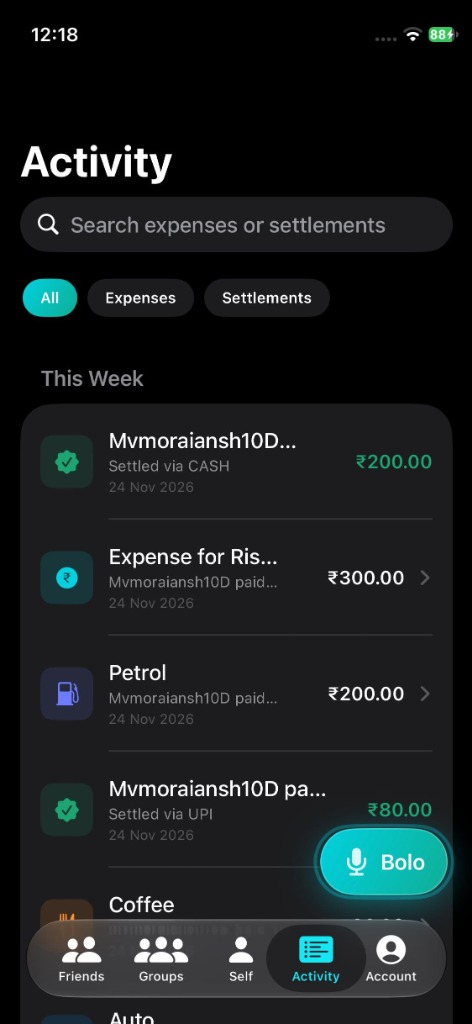 12:18
88
Activity
Search expenses or settlements
All
Expenses
Settlements
This Week
Mvmoraiansh10D...
Settled via CASH
₹200.00
24 Nov 2026
Expense for Ris...
Mvmoraiansh10D paid...
₹300.00
24 Nov 2026
Petrol
Mvmoraiansh10D paid...
₹200.00
24 Nov 2026
Mvmoraiansh10D pa...
Settled via UPI
₹80.00
24 Nov 2026
Bolo
Coffee
Friends
Groups
Self
Activity
Account
Auto